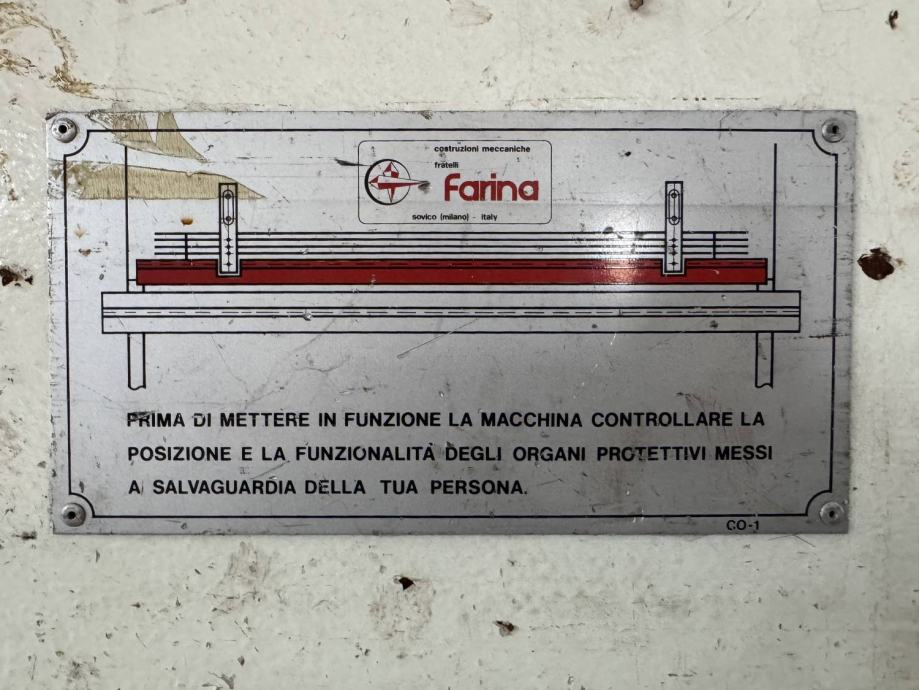 costruzioni meccaniche
fratelli
Farina
sovico (milano) - italy
PRIMA DI METTERE IN FUNZIONE LA MACCHINA CONTROLLARE LA
POSIZIONE E LA FUNZIONALITÀ DEGLI ORGANI PROTETTIVI MESSI
A SALVAGUARDIA DELLA TUA PERSONA.
CO-1